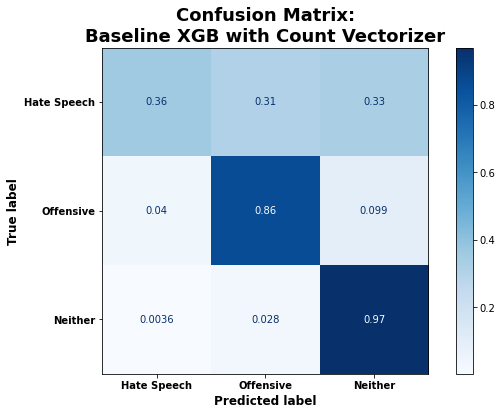 Confusion Matrix:
Baseline XGB with Count Vectorizer
Hate Speech 0.36 0.31 0.33
Offensive 0.04 0.86 0.099
Neither 0.0036 0.028 0.97
Hate Speech Offensive Neither
Predicted label
True label
0.8
0.6
0.4
0.2